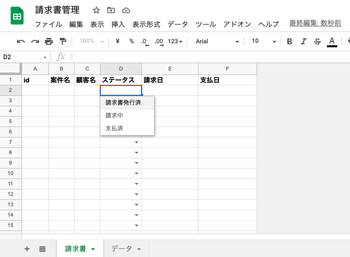 請求書管理
ファイル 編集 表示 挿入 表示形式 データ ツール アドオン ヘルプ 最終編集: 数秒前
100% ¥ % .0 .00 123 Arial 10 B I S A
D2 fx
A B C D E F
1 id 案件名 顧客名 ステータス 請求日 支払日
2
3 請求書発行済
4 請求中
5 支払済
6
7
8
9
10
11
12
13
14
15
+ 請求書 データ